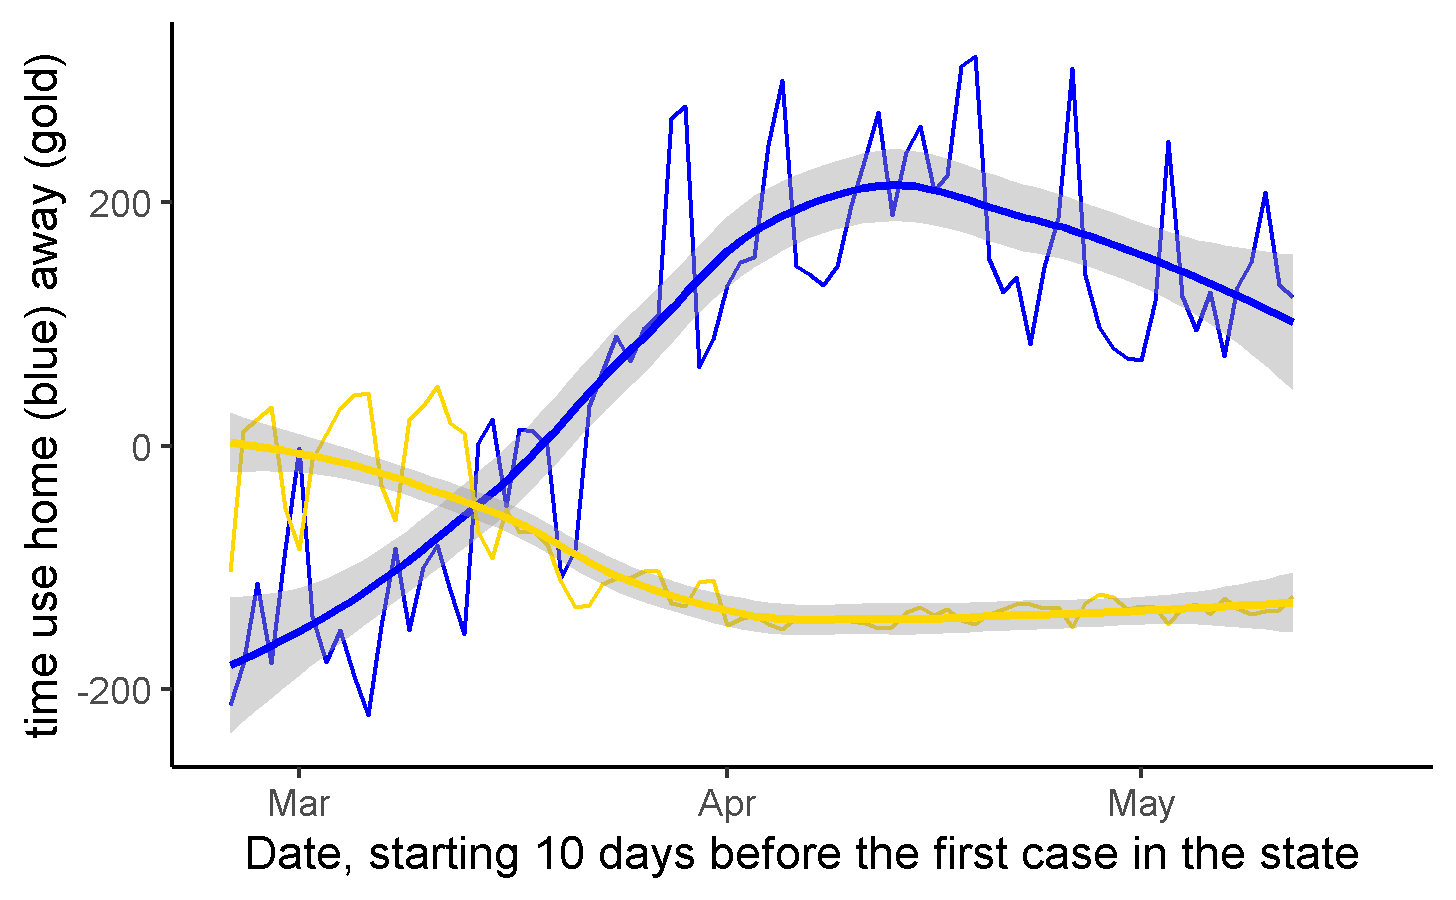 time use home (blue) away (gold)
200
0
-200
Mar
Apr
May
Date, starting 10 days before the first case in the state